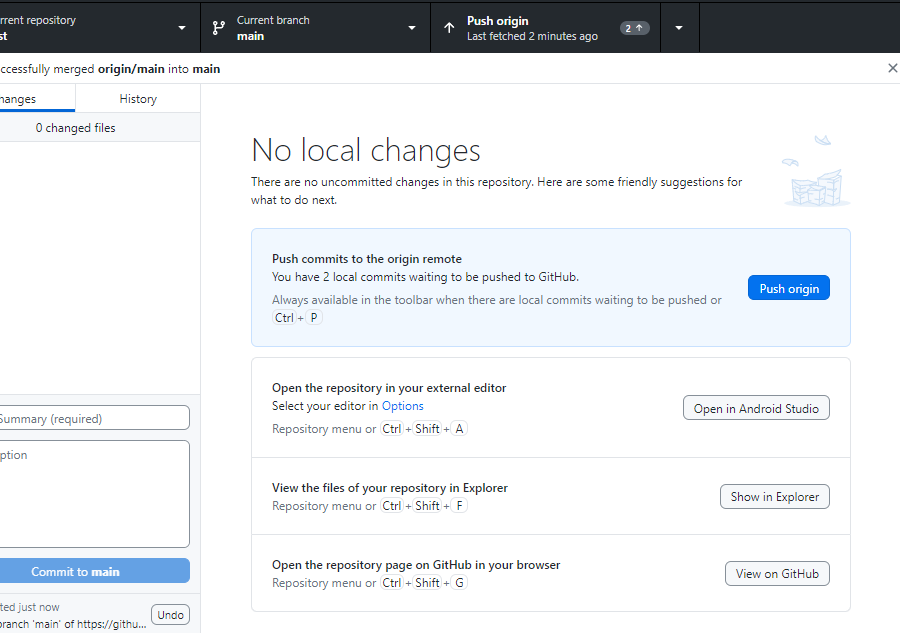 rrent repository
st
Current branch
main
Push origin
Last fetched 2 minutes ago
2
ccessfully merged origin/main into main
hanges
History
0 changed files
No local changes
There are no uncommitted changes in this repository. Here are some friendly suggestions for
what to do next.
Push commits to the origin remote
You have 2 local commits waiting to be pushed to GitHub.
Always available in the toolbar when there are local commits waiting to be pushed or
Ctrl + P
Push origin
Open the repository in your external editor
Select your editor in Options
Repository menu or Ctrl + Shift + A
Open in Android Studio
View the files of your repository in Explorer
Repository menu or Ctrl + Shift + F
Show in Explorer
Open the repository page on GitHub in your browser
Repository menu or Ctrl + Shift + G
View on GitHub
Summary (required)
ption
Commit to main
ted just now
branch 'main' of https://githu...
Undo